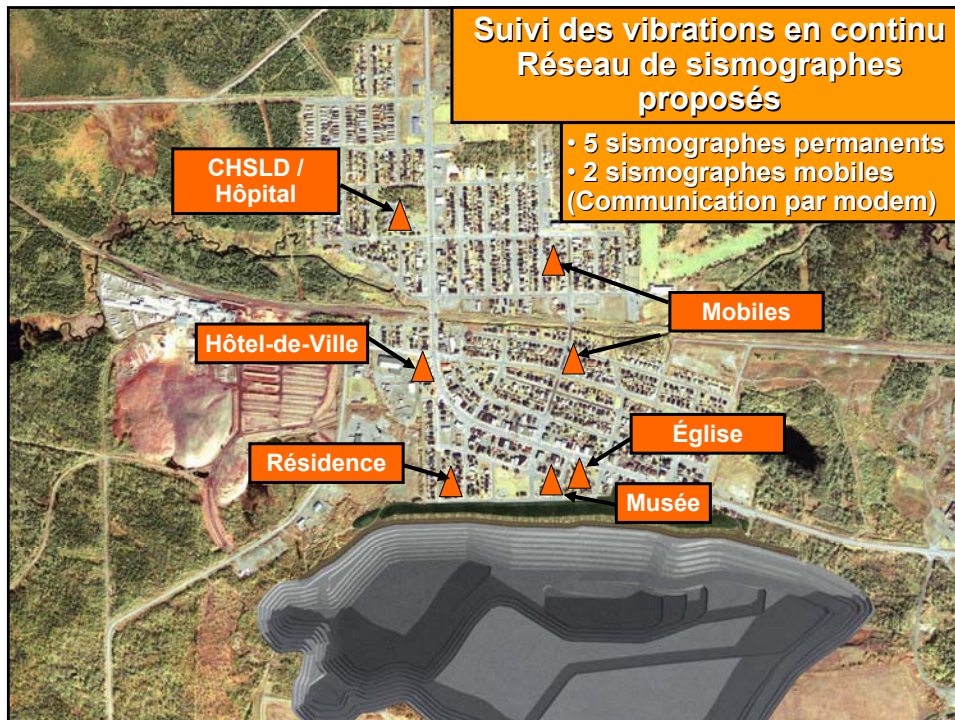 Suivi des vibrations en continu
Réseau de sismographes
proposés
• 5 sismographes permanents
• 2 sismographes mobiles
(Communication par modem)
CHSLD /
Hôpital
Mobiles
Hôtel-de-Ville
Église
Résidence
Musée